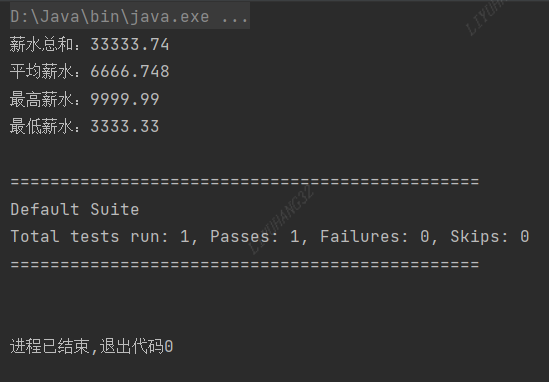 D:\Java\bin\java.exe ...
薪水总和：33333.74
平均薪水：6666.748
最高薪水：9999.99
最低薪水：3333.33
===============================================
Default Suite
Total tests run: 1, Passes: 1, Failures: 0, Skips: 0
===============================================
进程已结束,退出代码0
LIYUHANG32